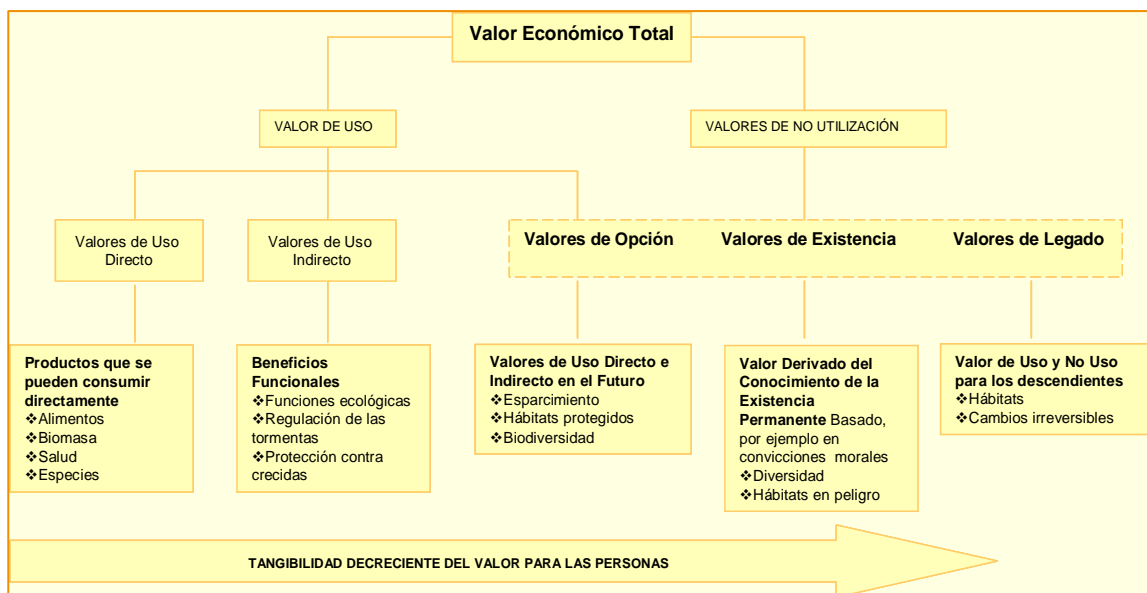 Valor Económico Total
VALOR DE USO
VALORES DE NO UTILIZACIÓN
Valores de Uso
Directo
Valores de Uso
Indirecto
Valores de Opción
Valores de Existencia
Valores de Legado
Productos que se
pueden consumir
directamente
❖Alimentos
❖Biomasa
❖Salud
❖Especies
Beneficios
Funcionales
❖Funciones ecológicas
❖Regulación de las
tormentas
❖Protección contra
crecidas
Valores de Uso Directo e
Indirecto en el Futuro
❖Esparcimiento
❖Hábitats protegidos
❖Biodiversidad
Valor Derivado del
Conocimiento de la
Existencia
Permanente Basado,
por ejemplo en
convicciones morales
❖Diversidad
❖Hábitats en peligro
Valor de Uso y No Uso
para los descendientes
❖Hábitats
❖Cambios irreversibles
TANGIBILIDAD DECRECIENTE DEL VALOR PARA LAS PERSONAS